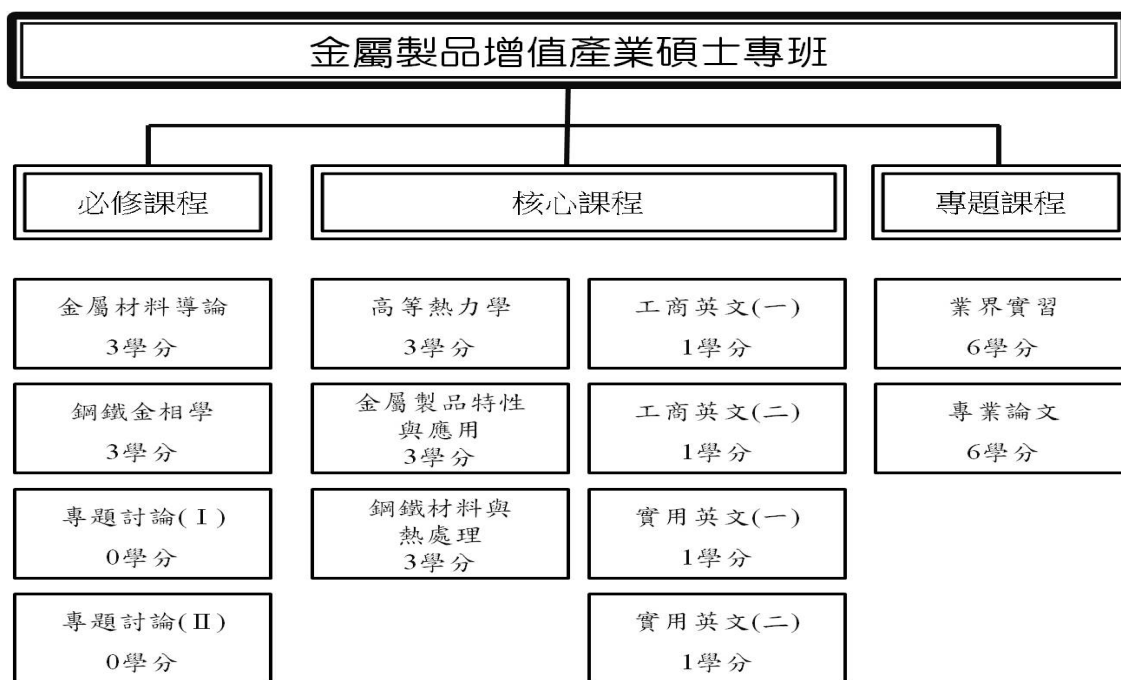 金屬製品增值產業碩士專班
必修課程
核心課程
專題課程
金屬材料導論
3學分
鋼鐵金相學
3學分
專題討論(Ⅰ)
0學分
專題討論(Ⅱ)
0學分
高等熱力學
3學分
金屬製品特性
與應用
3學分
鋼鐵材料與
熱處理
3學分
工商英文(一)
1學分
工商英文(二)
1學分
實用英文(一)
1學分
實用英文(二)
1學分
業界實習
6學分
專業論文
6學分